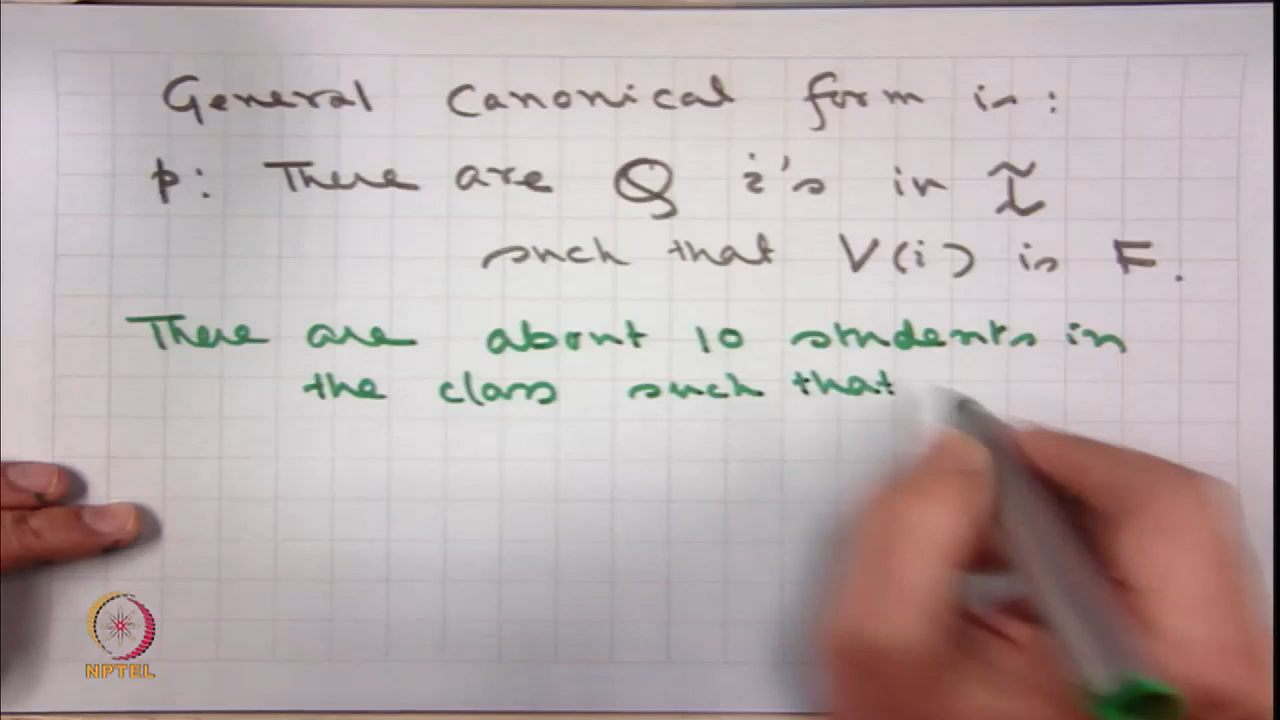 General canonical form is:
p: There are Q i's in I
such that V(i) is F.
There are about 10 students in
the class such that
NPTEL